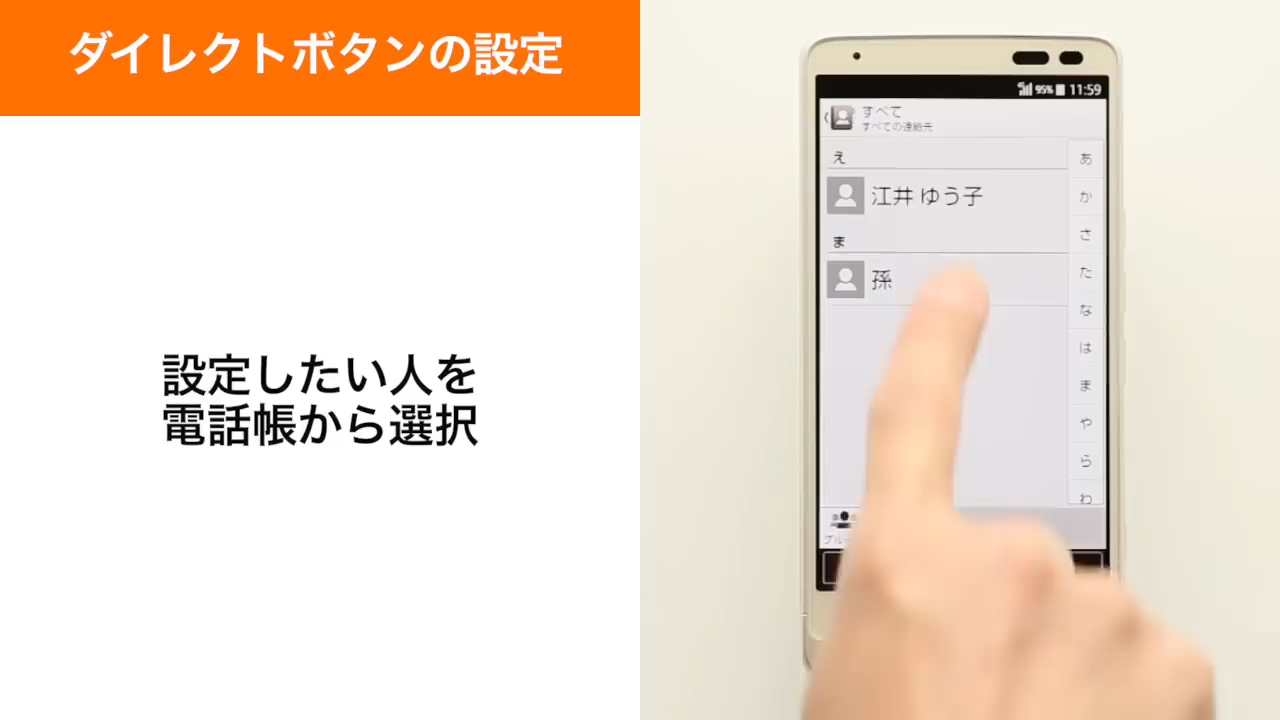 ダイレクトボタンの設定
設定したい人を
電話帳から選択
4G 95% 11:59
すべて
すべての連絡先
え
江井 ゆう子
ま
孫
あ
か
さ
た
な
は
ま
や
ら
わ